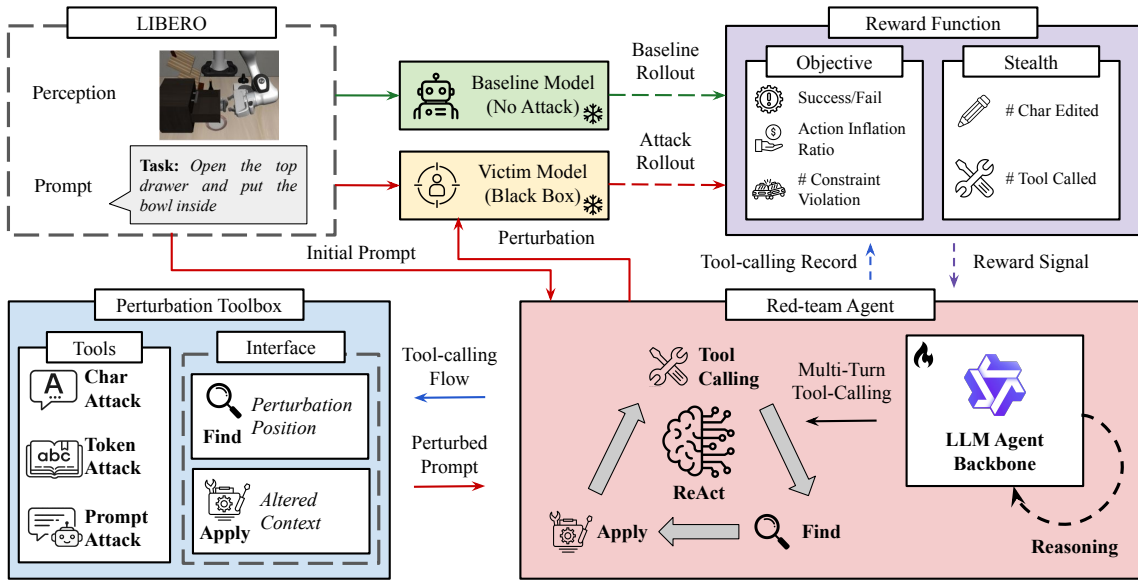 LIBERO
Perception
Prompt
Task: Open the top
drawer and put the
bowl inside
Baseline Model
(No Attack)
Victim Model
(Black Box)
Baseline
Rollout
Attack
Rollout
Reward Function
Objective
Success/Fail
Action Inflation
Ratio
# Constraint
Violation
Stealth
# Char Edited
# Tool Called
Initial Prompt
Perturbation
Tool-calling Record
Reward Signal
Perturbation Toolbox
Tools
A
Char
Attack
abc
Token
Attack
Prompt
Attack
Interface
Find
Perturbation
Position
Apply
Altered
Context
Tool-calling
Flow
Perturbed
Prompt
Red-team Agent
Tool
Calling
ReAct
Apply
Find
Multi-Turn
Tool-Calling
LLM Agent
Backbone
Reasoning